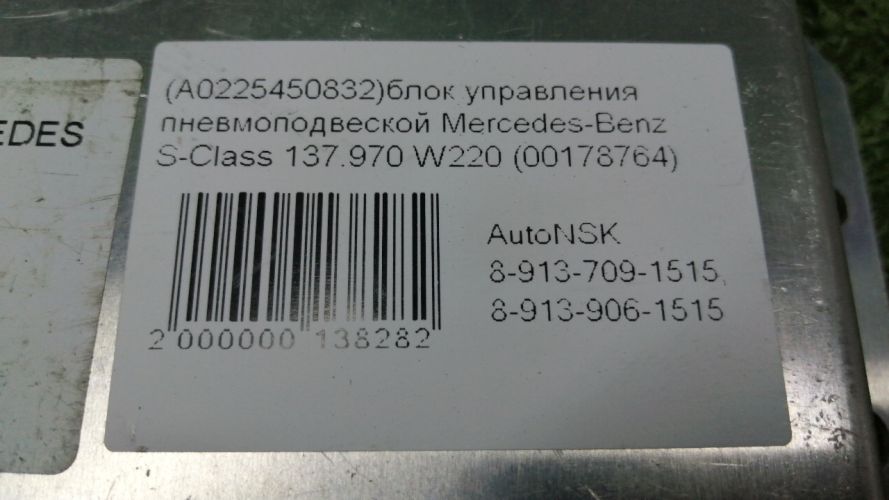 (A0225450832)блок управления
пневмоподвеской Mercedes-Benz
S-Class 137.970 W220 (00178764)
EDES
AutoNSK
8-913-709-1515,
8-913-906-1515
2 000000 138282